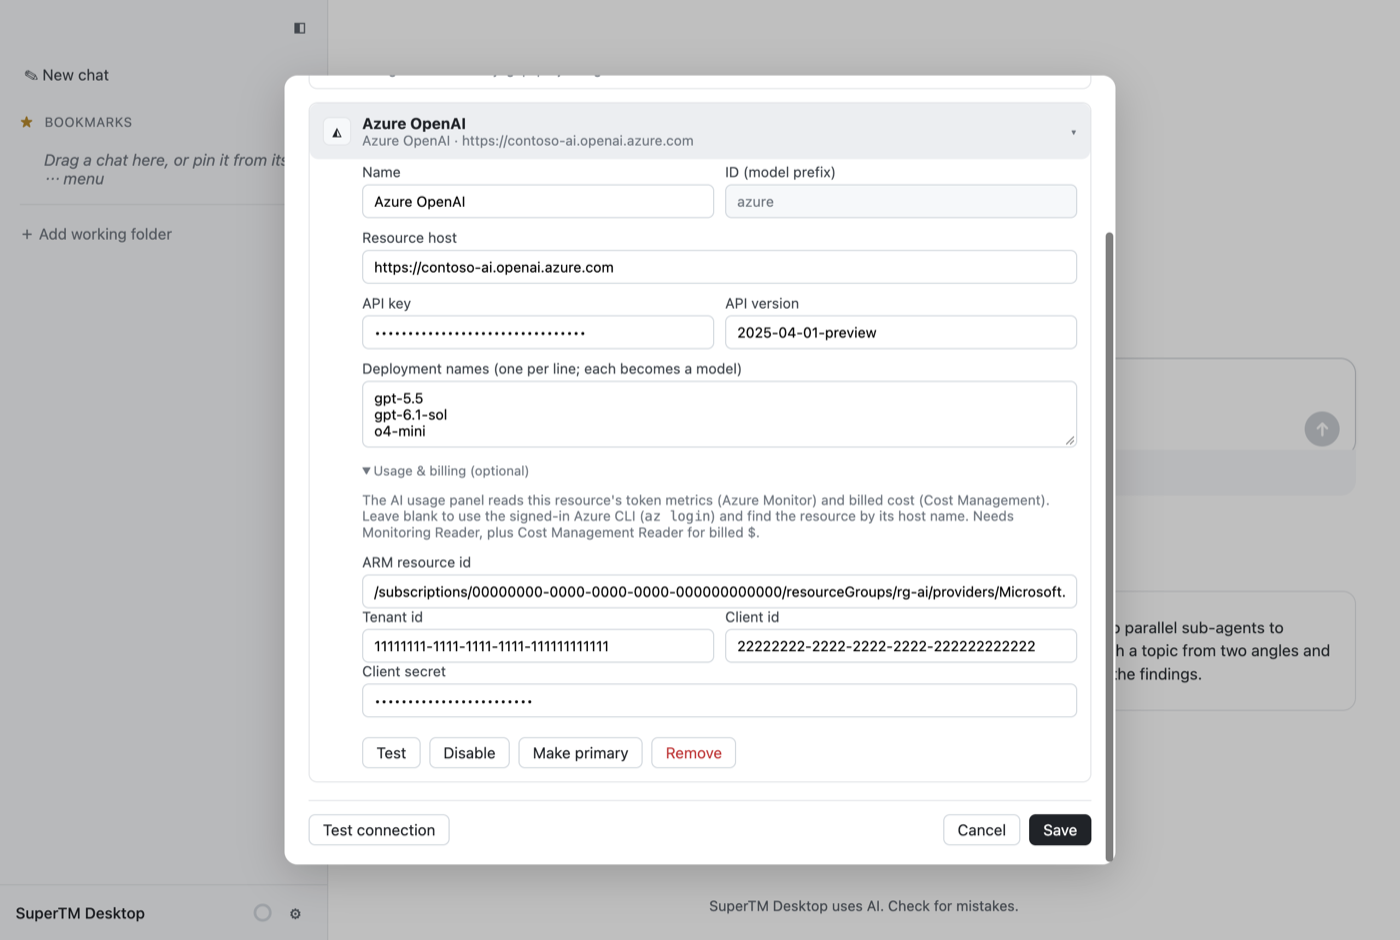 New chat
BOOKMARKS
Drag a chat here, or pin it from its
··· menu
+ Add working folder
Azure OpenAI
Azure OpenAI · https://contoso-ai.openai.azure.com
Name
ID (model prefix)
Azure OpenAI
azure
Resource host
https://contoso-ai.openai.azure.com
API key
API version
2025-04-01-preview
Deployment names (one per line; each becomes a model)
gpt-5.5
gpt-6.1-sol
o4-mini
Usage & billing (optional)
The AI usage panel reads this resource's token metrics (Azure Monitor) and billed cost (Cost Management).
Leave blank to use the signed-in Azure CLI (az login) and find the resource by its host name. Needs
Monitoring Reader, plus Cost Management Reader for billed $.
ARM resource id
/subscriptions/00000000-0000-0000-0000-000000000000/resourceGroups/rg-ai/providers/Microsoft.
Tenant id
Client id
11111111-1111-1111-1111-111111111111
22222222-2222-2222-2222-222222222222
Client secret
Test
Disable
Make primary
Remove
Test connection
Cancel
Save
parallel sub-agents to
a topic from two angles and
the findings.
SuperTM Desktop
SuperTM Desktop uses AI. Check for mistakes.